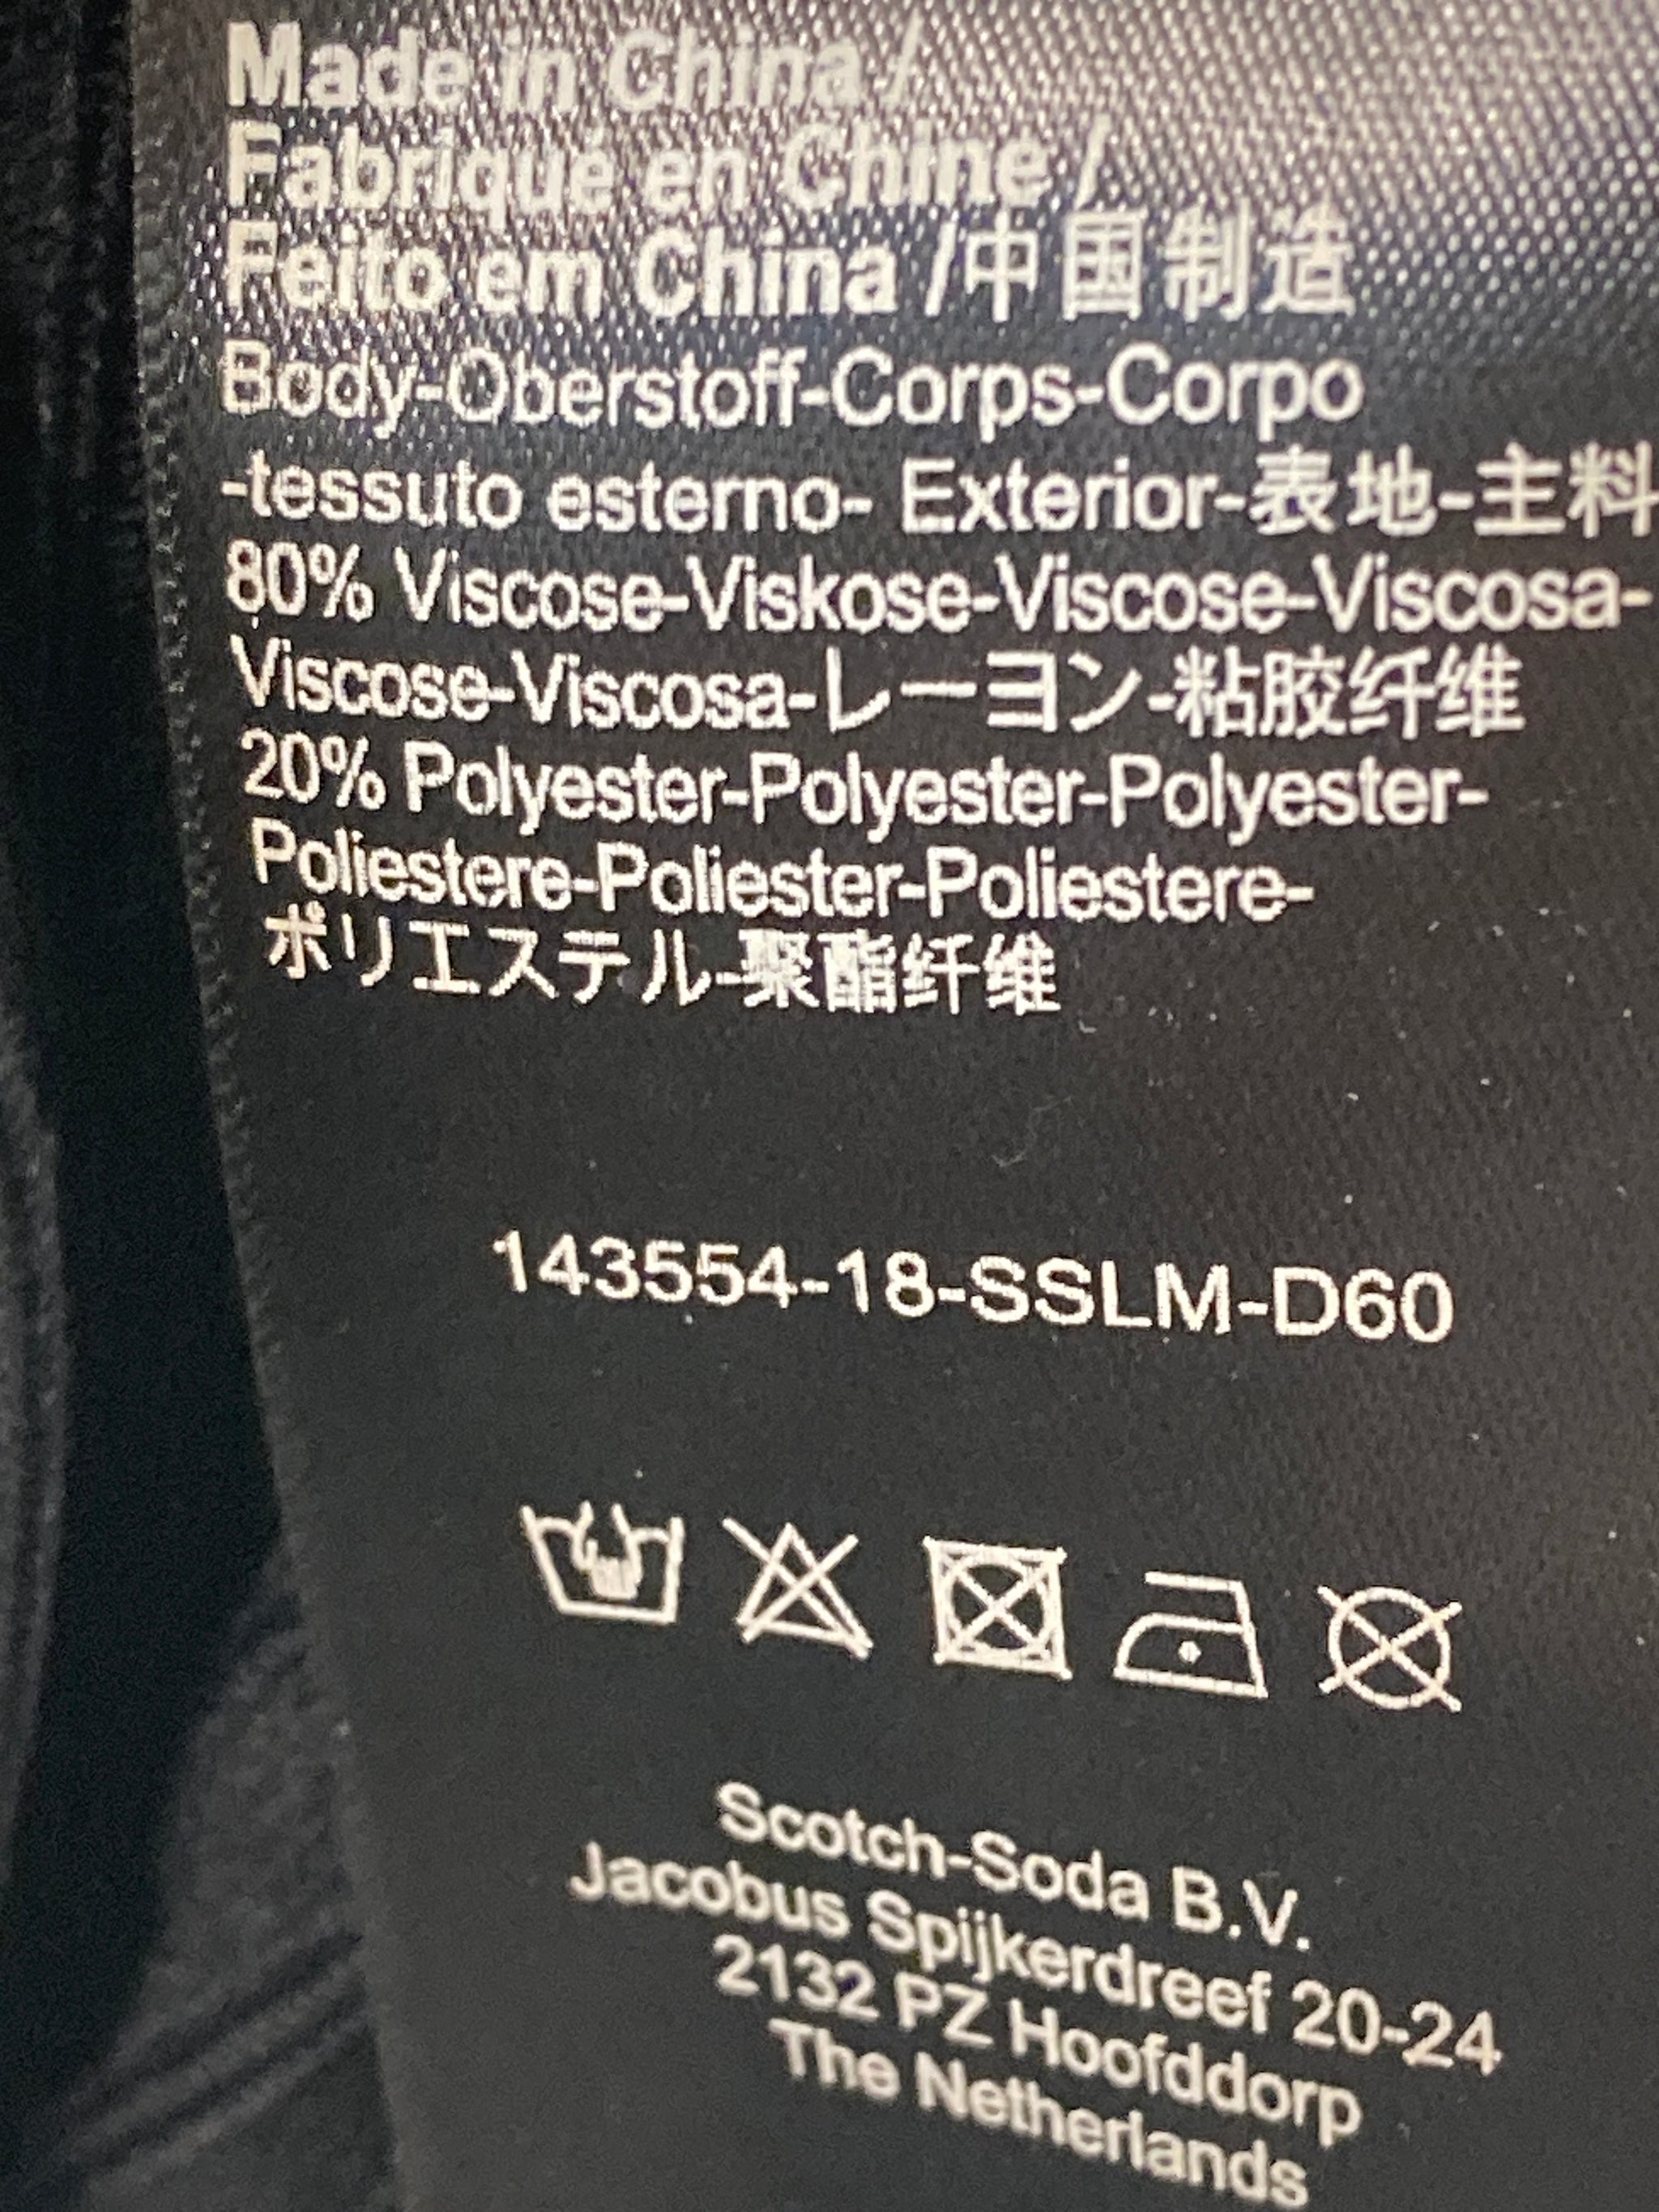 Made in China /
Fabriqué en Chine /
Feito em China /中国制造
Body-Oberstoff-Corps-Corpo
-tessuto esterno- Exterior-表地-主料
80% Viscose-Viskose-Viscose-Viscosa-
Viscose-Viscosa-レーヨン-粘胶纤维
20% Polyester-Polyester-Polyester-
Poliestere-Poliester-Poliestere-
ポリエステル-聚酯纤维
143554-18-SSLM-D60
Scotch-Soda B.V.
Jacobus Spijkerdreef 20-24
2132 PZ Hoofddorp
The Netherlands